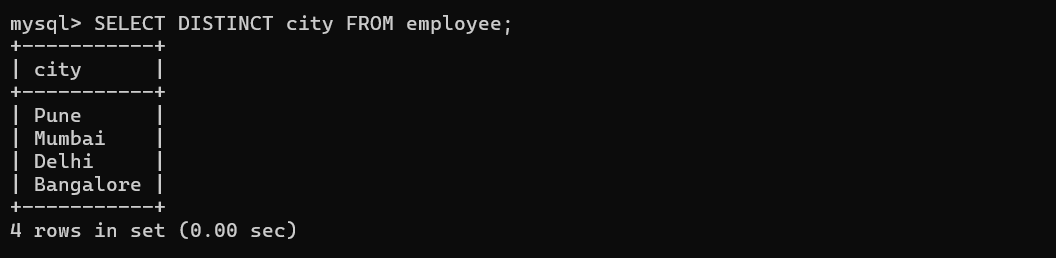 mysql> SELECT DISTINCT city FROM employee;
+-----------+
| city      |
+-----------+
| Pune      |
| Mumbai    |
| Delhi     |
| Bangalore |
+-----------+
4 rows in set (0.00 sec)